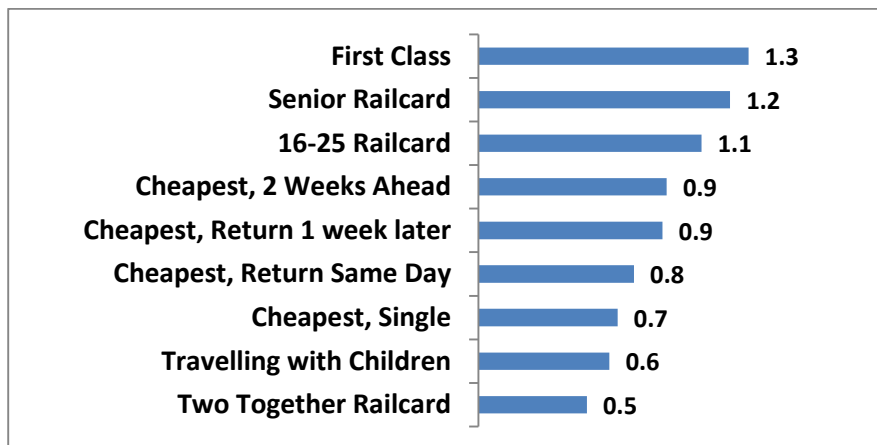 First Class 1.3
Senior Railcard 1.2
16-25 Railcard 1.1
Cheapest, 2 Weeks Ahead 0.9
Cheapest, Return 1 week later 0.9
Cheapest, Return Same Day 0.8
Cheapest, Single 0.7
Travelling with Children 0.6
Two Together Railcard 0.5